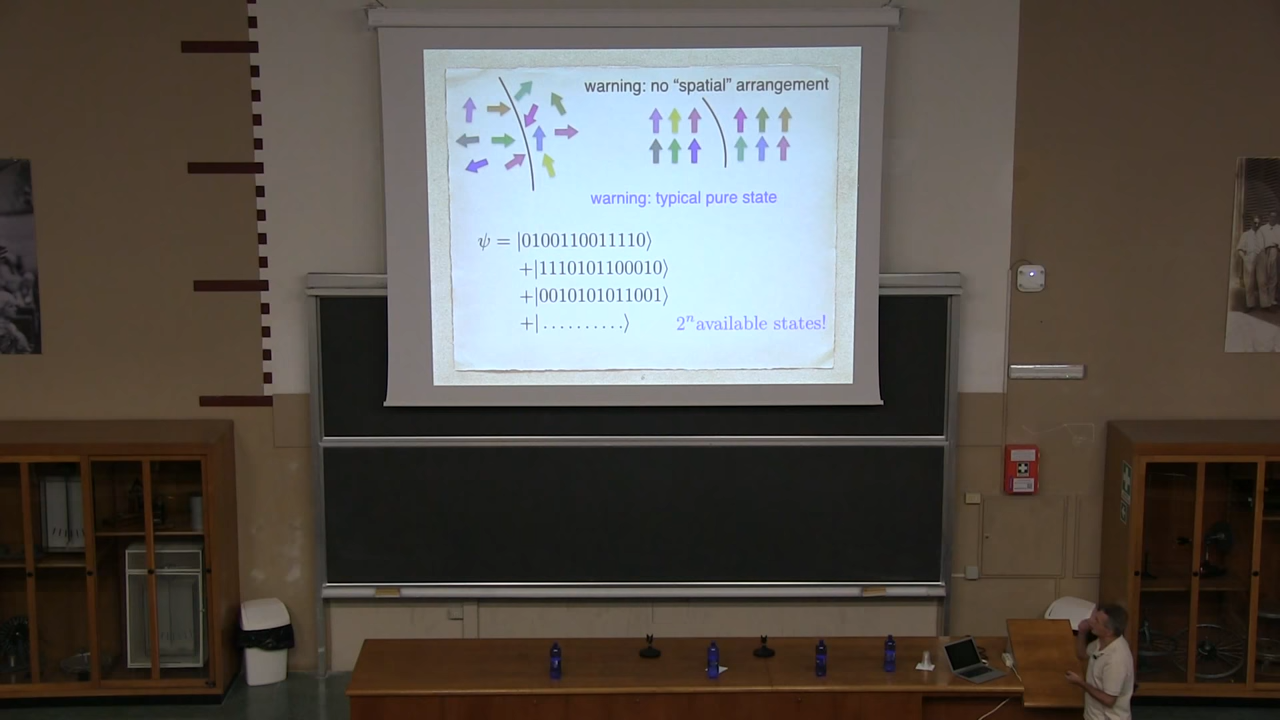 warning: no “spatial” arrangement
warning: typical pure state
ψ = |0100110011110⟩
+|1110101100010⟩
+|0010101011001⟩
+|..........⟩
2ⁿ available states!